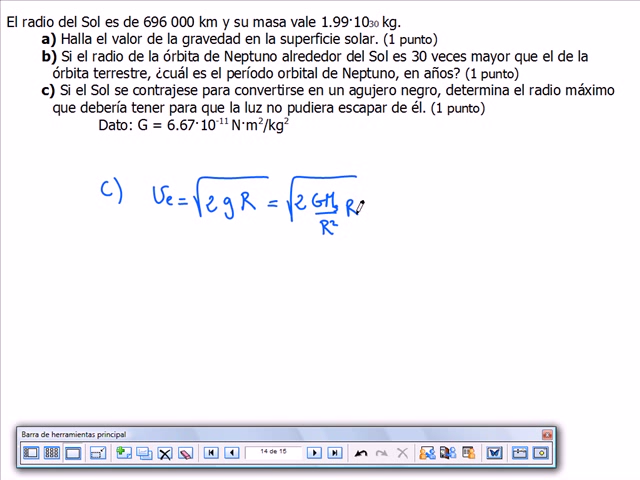 El radio del Sol es de 696 000 km y su masa vale 1.99·10₃₀ kg.
a) Halla el valor de la gravedad en la superficie solar. (1 punto)
b) Si el radio de la órbita de Neptuno alrededor del Sol es 30 veces mayor que el de la
órbita terrestre, ¿cuál es el período orbital de Neptuno, en años? (1 punto)
c) Si el Sol se contrajese para convertirse en un agujero negro, determina el radio máximo
que debería tener para que la luz no pudiera escapar de él. (1 punto)
Dato: G = 6.67·10⁻¹¹ N·m²/kg²
c) Ve = √(2 g R) = √(2 GMs/R² R)
Barra de herramientas principal
14 de 15